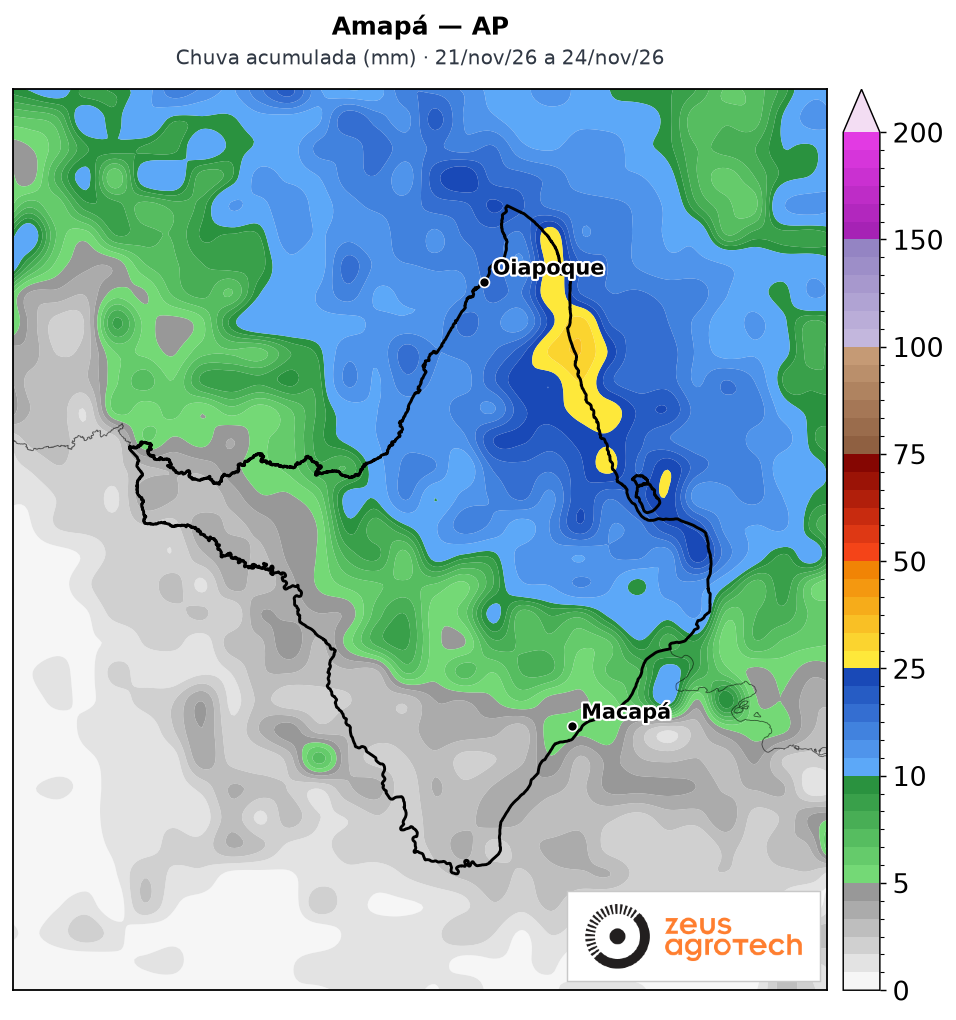 Amapá — AP
Chuva acumulada (mm) · 21/nov/26 a 24/nov/26
200
150
Oiapoque
100
75
50
25
Macapá
10
5
zeus
agrotech
0